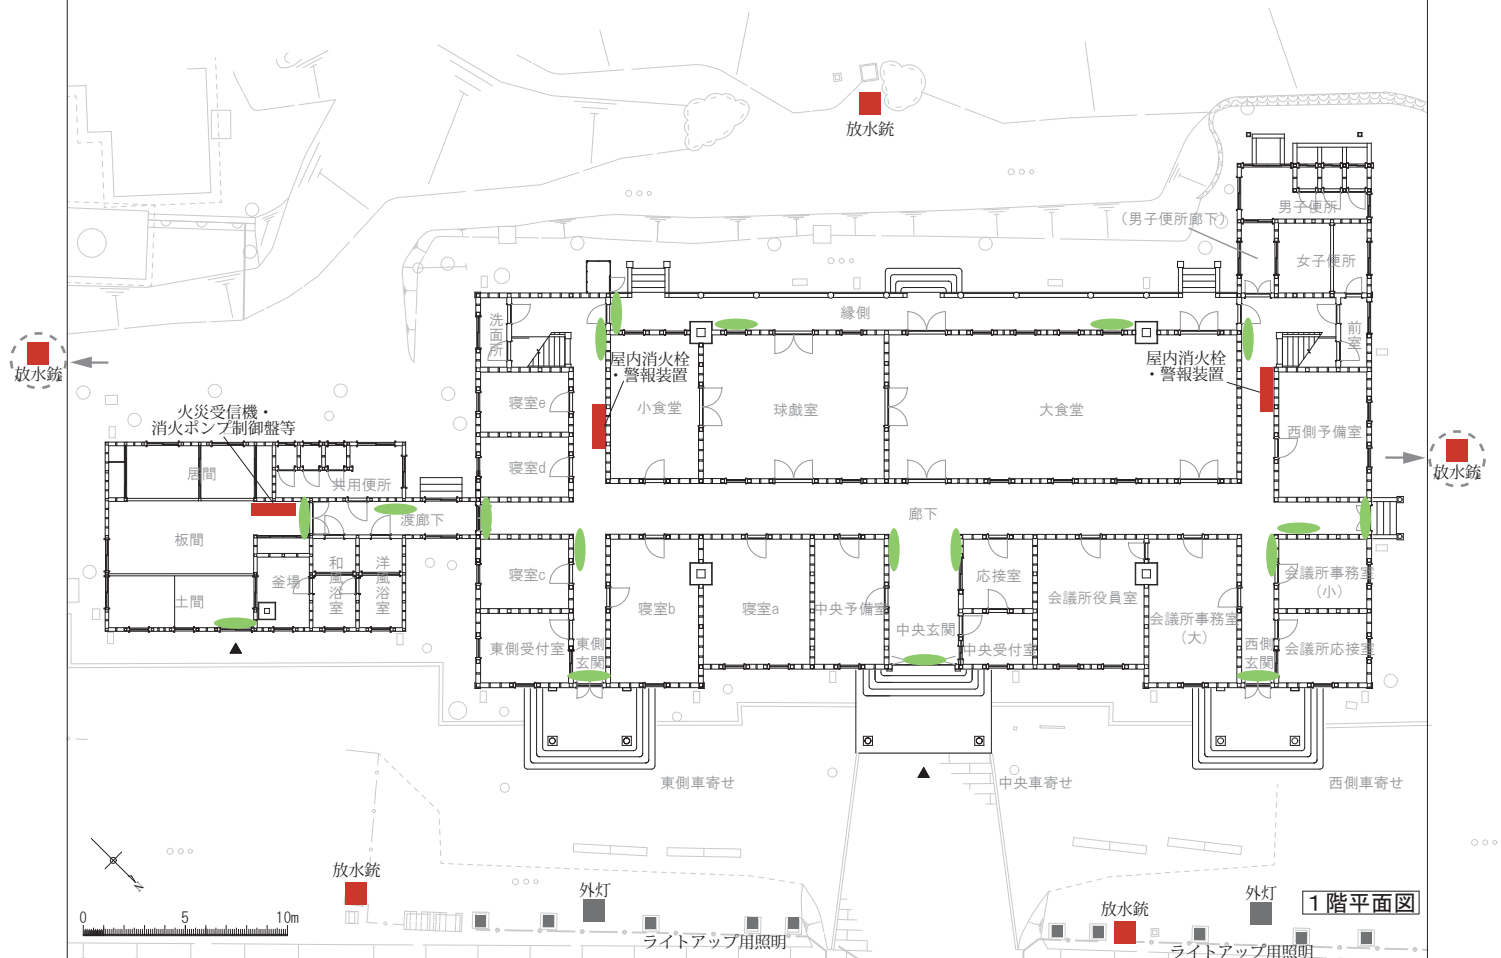 放水銃
男子便所
（男子便所廊下）
女子便所
縁側
洗面所
前室
屋内消火栓
・警報装置
屋内消火栓
・警報装置
放水銃
火災受信機・
消火ポンプ制御盤等
寝室e
小食堂
球戯室
大食堂
西側予備室
放水銃
寝室d
居間
共用便所
渡廊下
廊下
板間
和風浴室
洋風浴室
釜場
土間
寝室c
寝室b
寝室a
中央予備室
応接室
会議所役員室
会議所事務室
（小）
会議所事務室
（大）
中央玄関
中央受付室
東側受付室
東側
玄関
西側
玄関
会議所応接室
東側車寄せ
中央車寄せ
西側車寄せ
N
放水銃
外灯
外灯
放水銃
1階平面図
0 5 10m
ライトアップ用照明
ライトアップ用照明